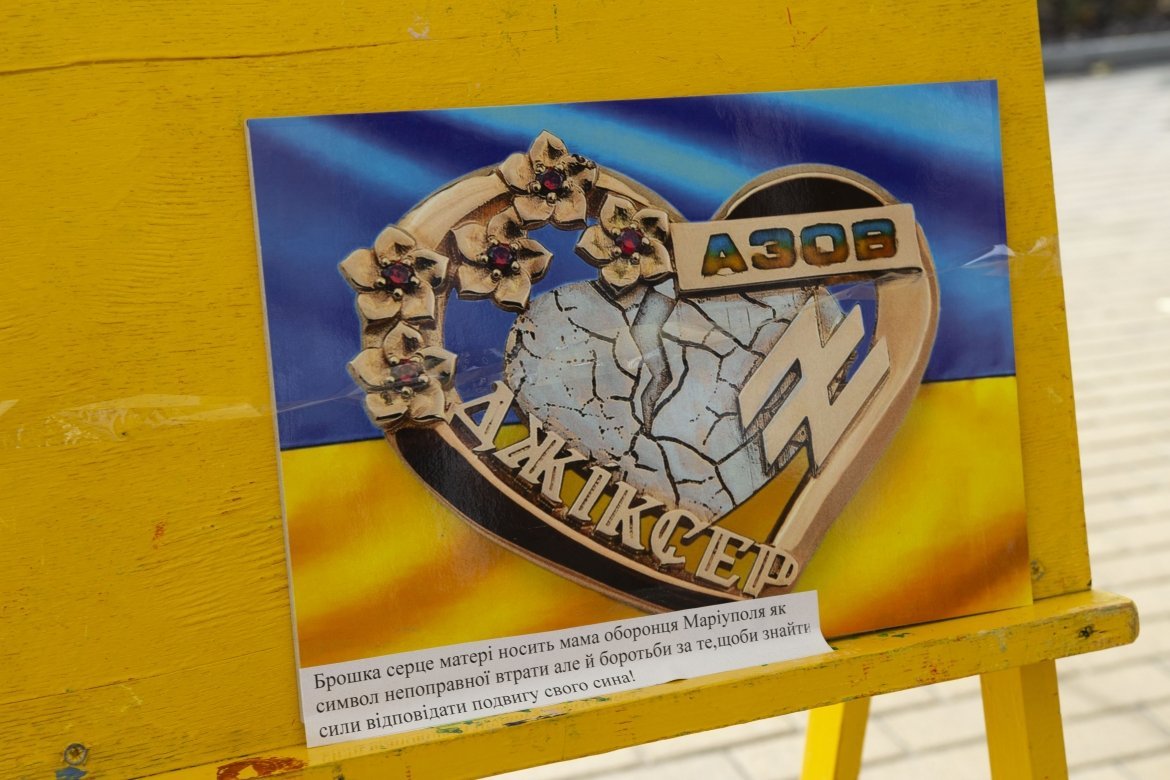 АЗОВ
ДЖІКСЕР
Брошка серце матері носить мама оборонця Маріуполя як
символ непоправної втрати але й боротьби за те,щоби знайти
сили відповідати подвигу свого сина!